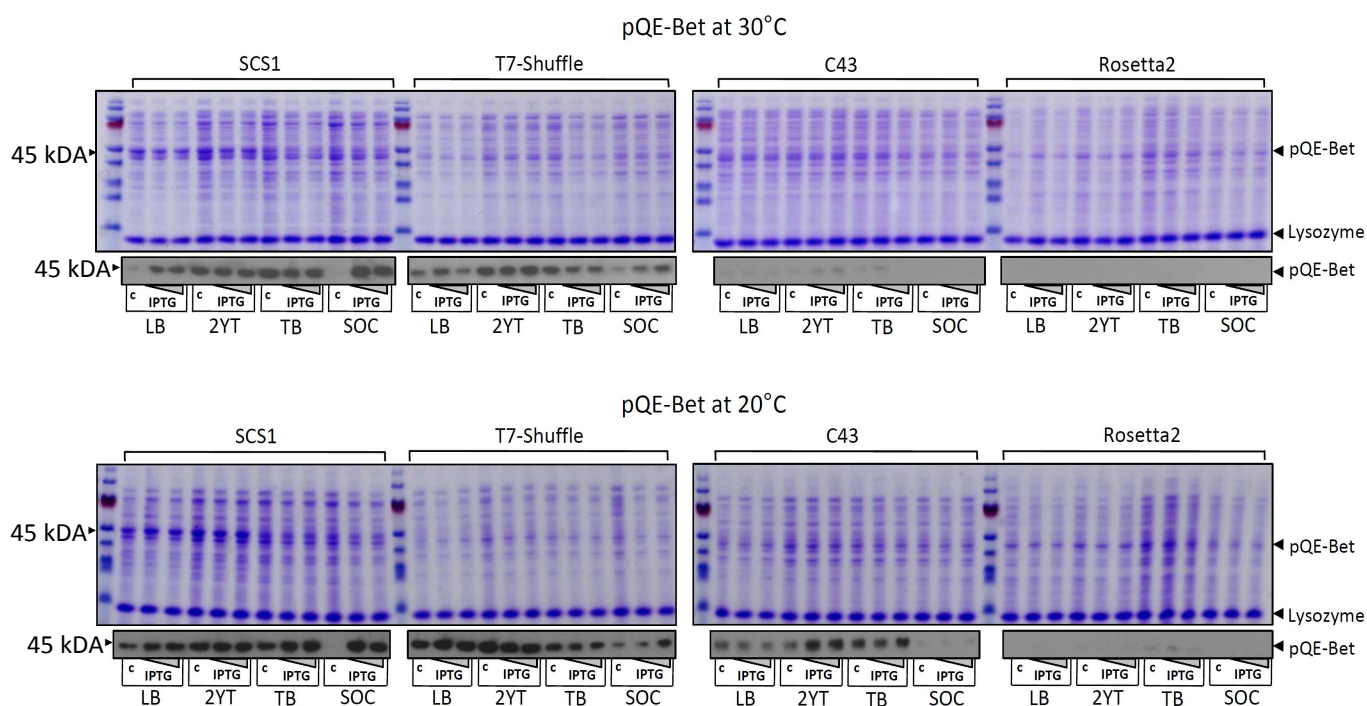 pQE-Bet at 30°C
SCS1 T7-Shuffle C43 Rosetta2
45 kDA pQE-Bet
Lysozyme
45 kDA pQE-Bet
c IPTG c IPTG c IPTG c IPTG c IPTG c IPTG c IPTG c IPTG c IPTG c IPTG c IPTG c IPTG c IPTG c IPTG c IPTG c IPTG
LB 2YT TB SOC LB 2YT TB SOC LB 2YT TB SOC LB 2YT TB SOC
pQE-Bet at 20°C
SCS1 T7-Shuffle C43 Rosetta2
45 kDA pQE-Bet
Lysozyme
45 kDA pQE-Bet
c IPTG c IPTG c IPTG c IPTG c IPTG c IPTG c IPTG c IPTG c IPTG c IPTG c IPTG c IPTG c IPTG c IPTG c IPTG c IPTG
LB 2YT TB SOC LB 2YT TB SOC LB 2YT TB SOC LB 2YT TB SOC